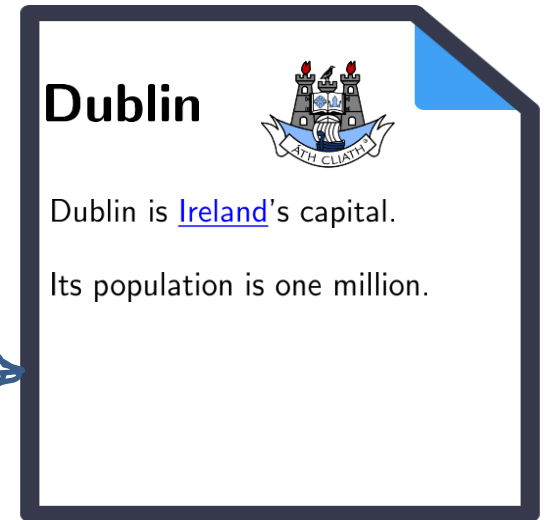 Dublin
ÁTH CLIATH
Dublin is Ireland's capital.
Its population is one million.